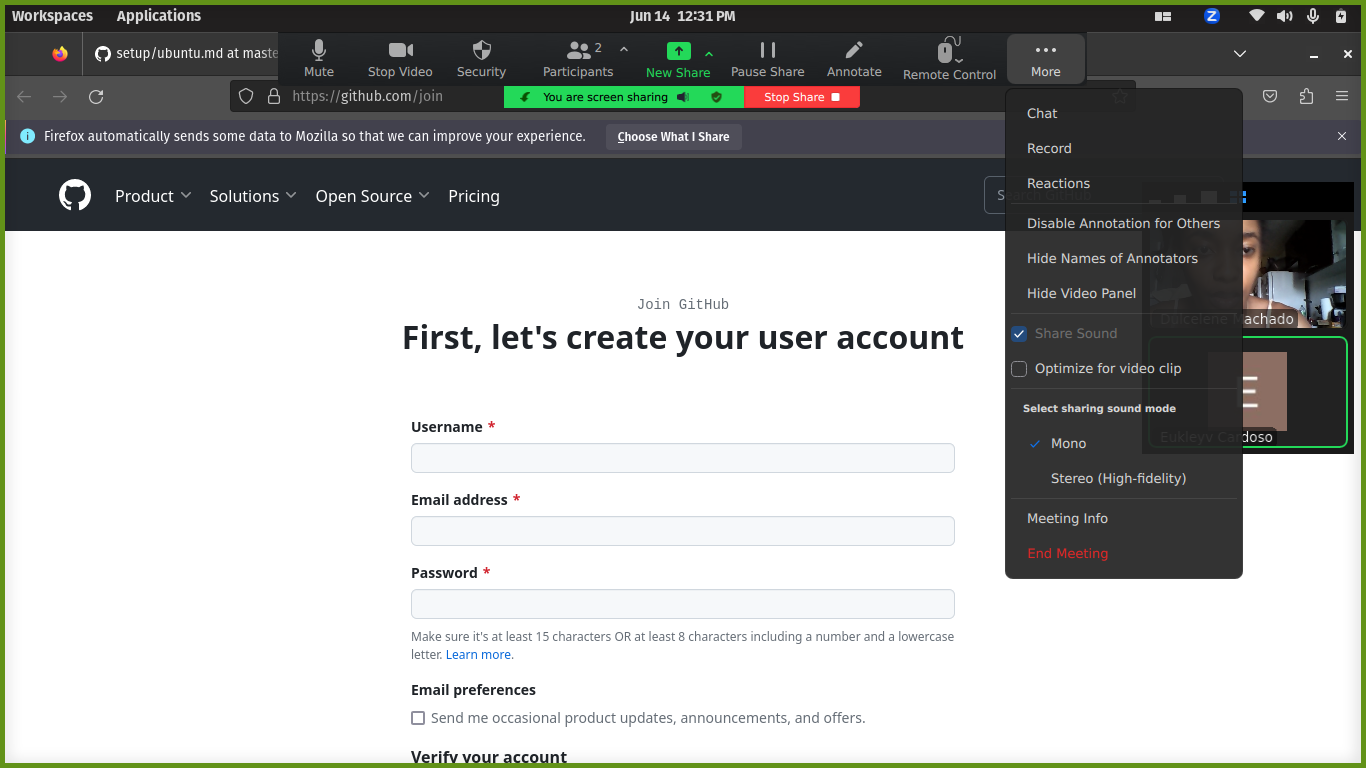 Workspaces Applications Jun 14 12:31 PM
setup/ubuntu.md at maste
Mute Stop Video Security Participants 2 New Share Pause Share Annotate Remote Control More
https://github.com/join
You are screen sharing Stop Share
Firefox automatically sends some data to Mozilla so that we can improve your experience. Choose What I Share
Product Solutions Open Source Pricing
Chat
Record
Reactions
Disable Annotation for Others
Hide Names of Annotators
Hide Video Panel
Share Sound
Optimize for video clip
Select sharing sound mode
Mono
Stereo (High-fidelity)
Meeting Info
End Meeting
Machado
E
Eukleyv Cardoso
Join GitHub
First, let's create your user account
Username *
Email address *
Password *
Make sure it's at least 15 characters OR at least 8 characters including a number and a lowercase
letter. Learn more.
Email preferences
Send me occasional product updates, announcements, and offers.
Verify your account